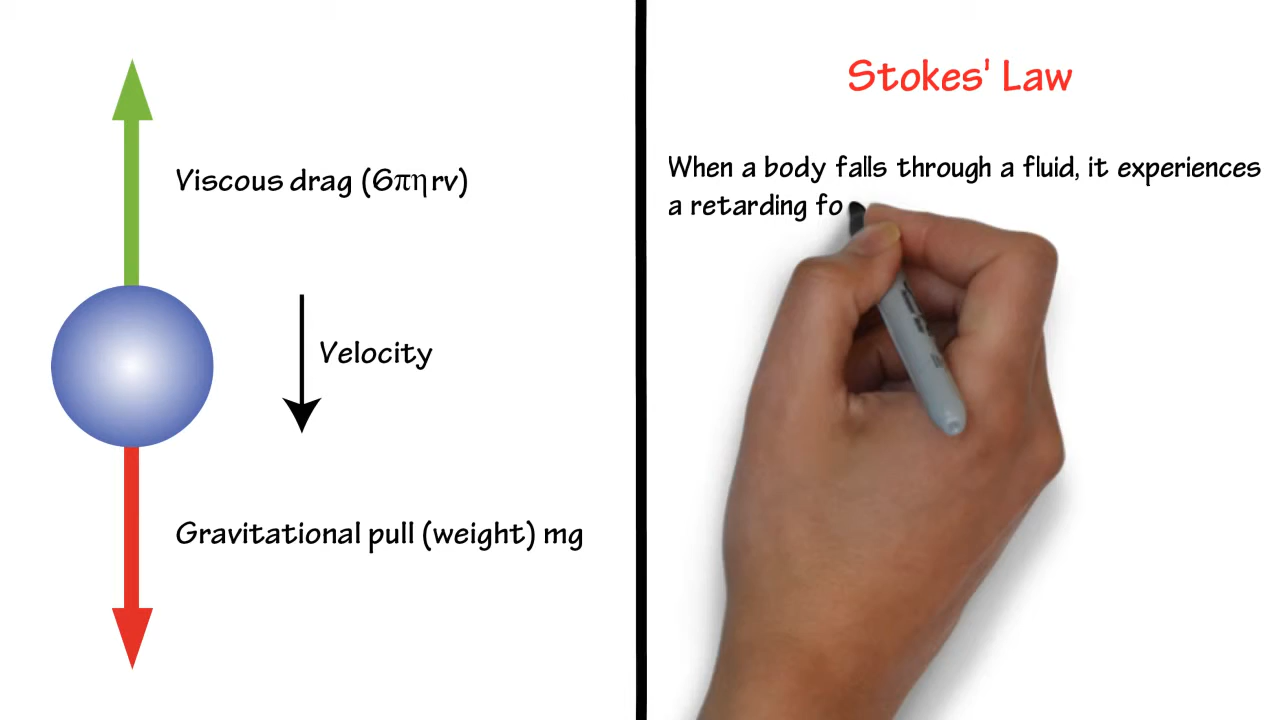 Viscous drag (6πηrv)
Velocity
Gravitational pull (weight) mg
Stokes' Law
When a body falls through a fluid, it experiences
a retarding fo